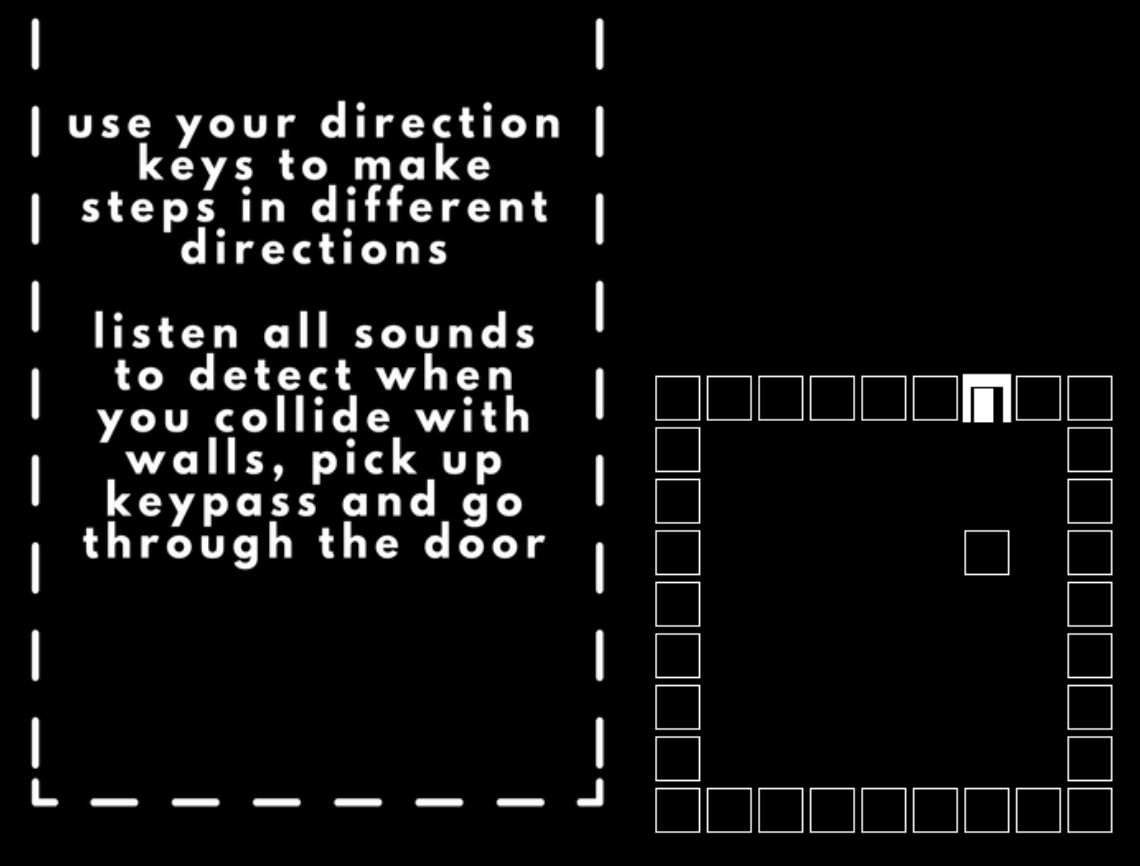 use your direction
keys to make
steps in different
directions
listen all sounds
to detect when
you collide with
walls, pick up
keypass and go
through the door